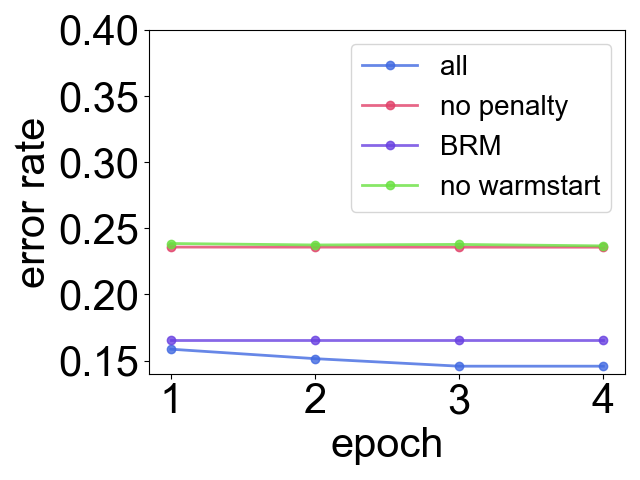 0.40
0.35
0.30
0.25
0.20
0.15
error rate
all
no penalty
BRM
no warmstart
1 2 3 4
epoch